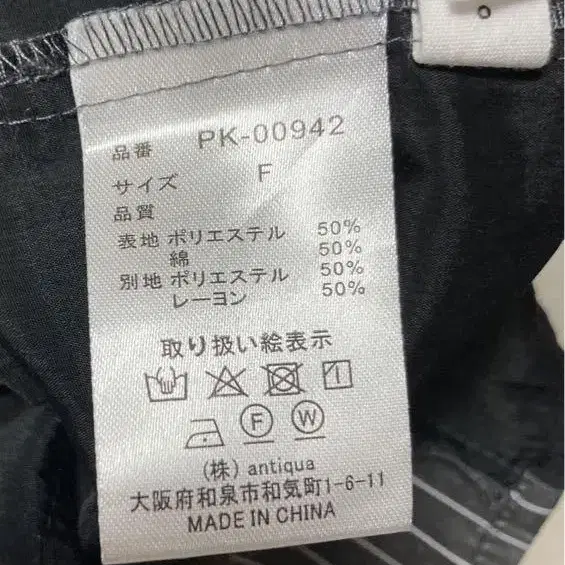 品番 PK-00942
サイズ F
品質
表地 ポリエステル 50%
綿 50%
別地 ポリエステル 50%
レーヨン 50%
取り扱い絵表示
F W
(株) antiqua
大阪府和泉市和気町1-6-11
MADE IN CHINA